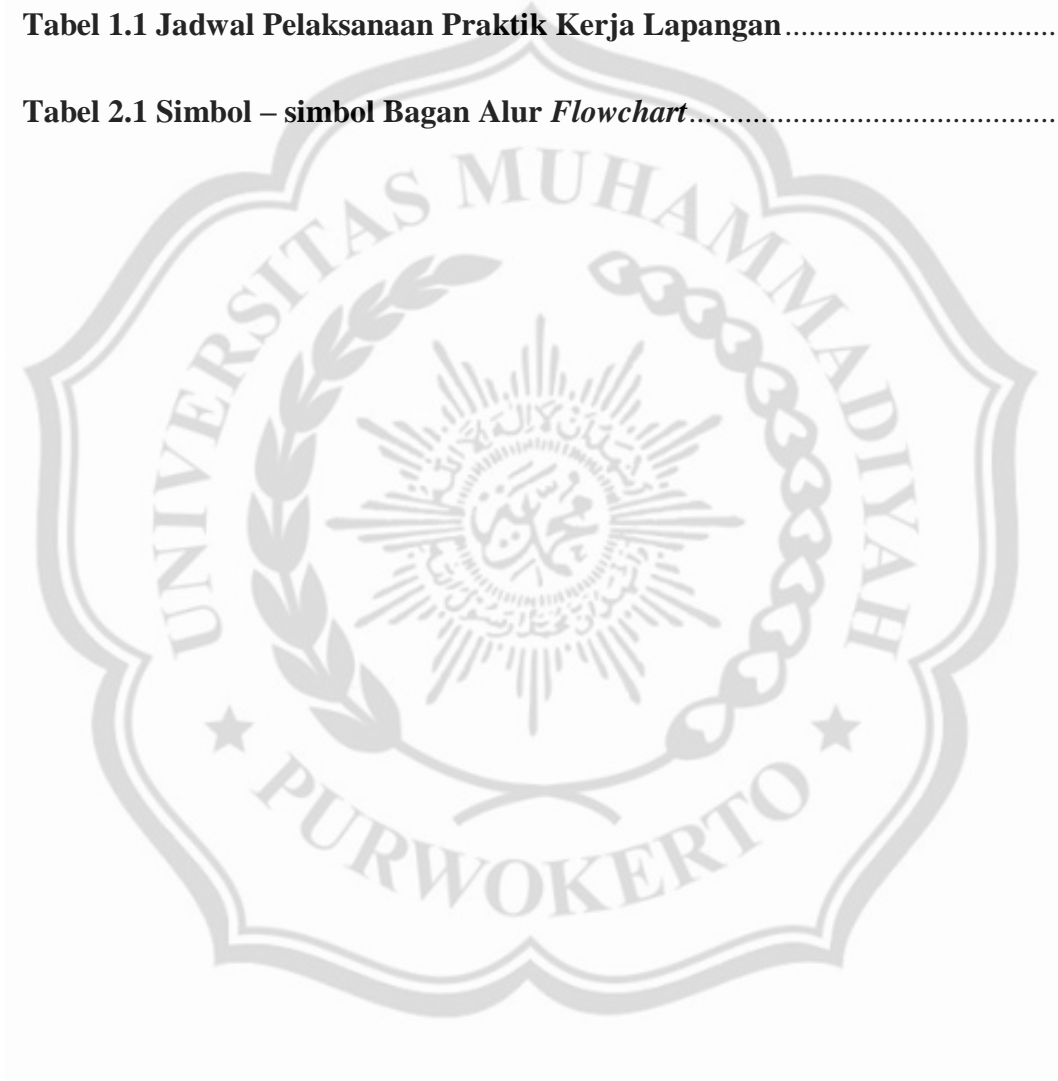 Tabel 1.1 Jadwal Pelaksanaan Praktik Kerja Lapangan..................................
Tabel 2.1 Simbol – simbol Bagan Alur Flowchart..............................................
UNIVERSITAS MUHAMMADIYAH
PURWOKERTO
محمد